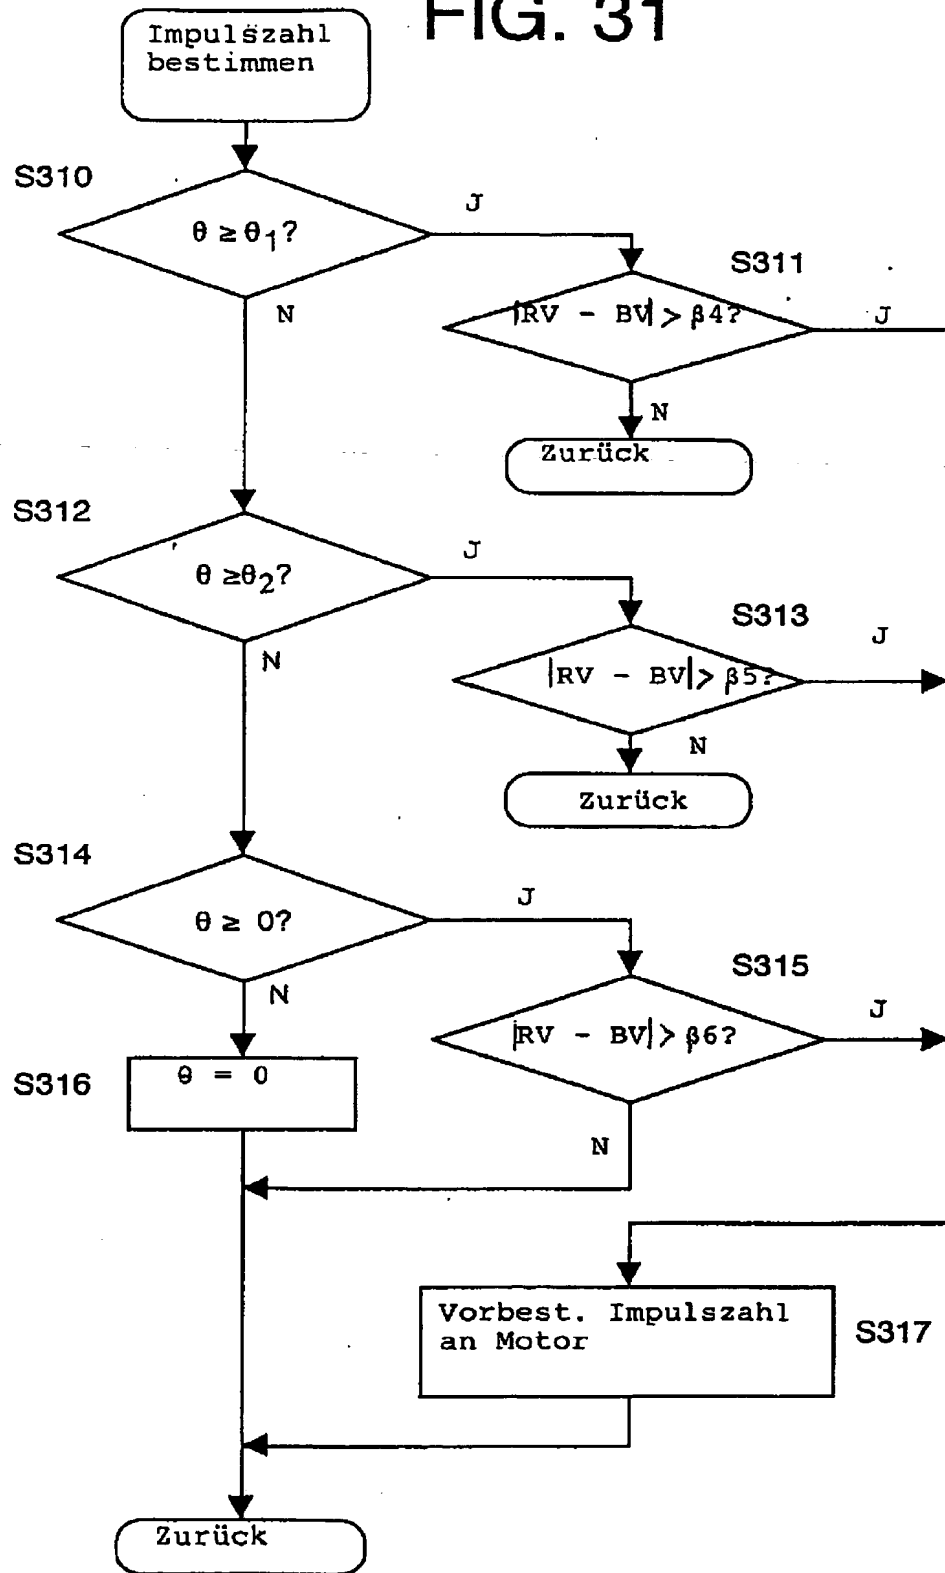 FIG. 31
Impulszahl
bestimmen
S310
θ ≥ θ1?
J
N
S311
|RV - BV| > β4?
J
N
Zurück
S312
θ ≥θ2?
J
N
S313
|RV - BV| > β5?
J
N
Zurück
S314
θ ≥ 0?
J
N
S315
|RV - BV| > β6?
J
N
S316
θ = 0
Vorbest. Impulszahl
an Motor
S317
Zurück